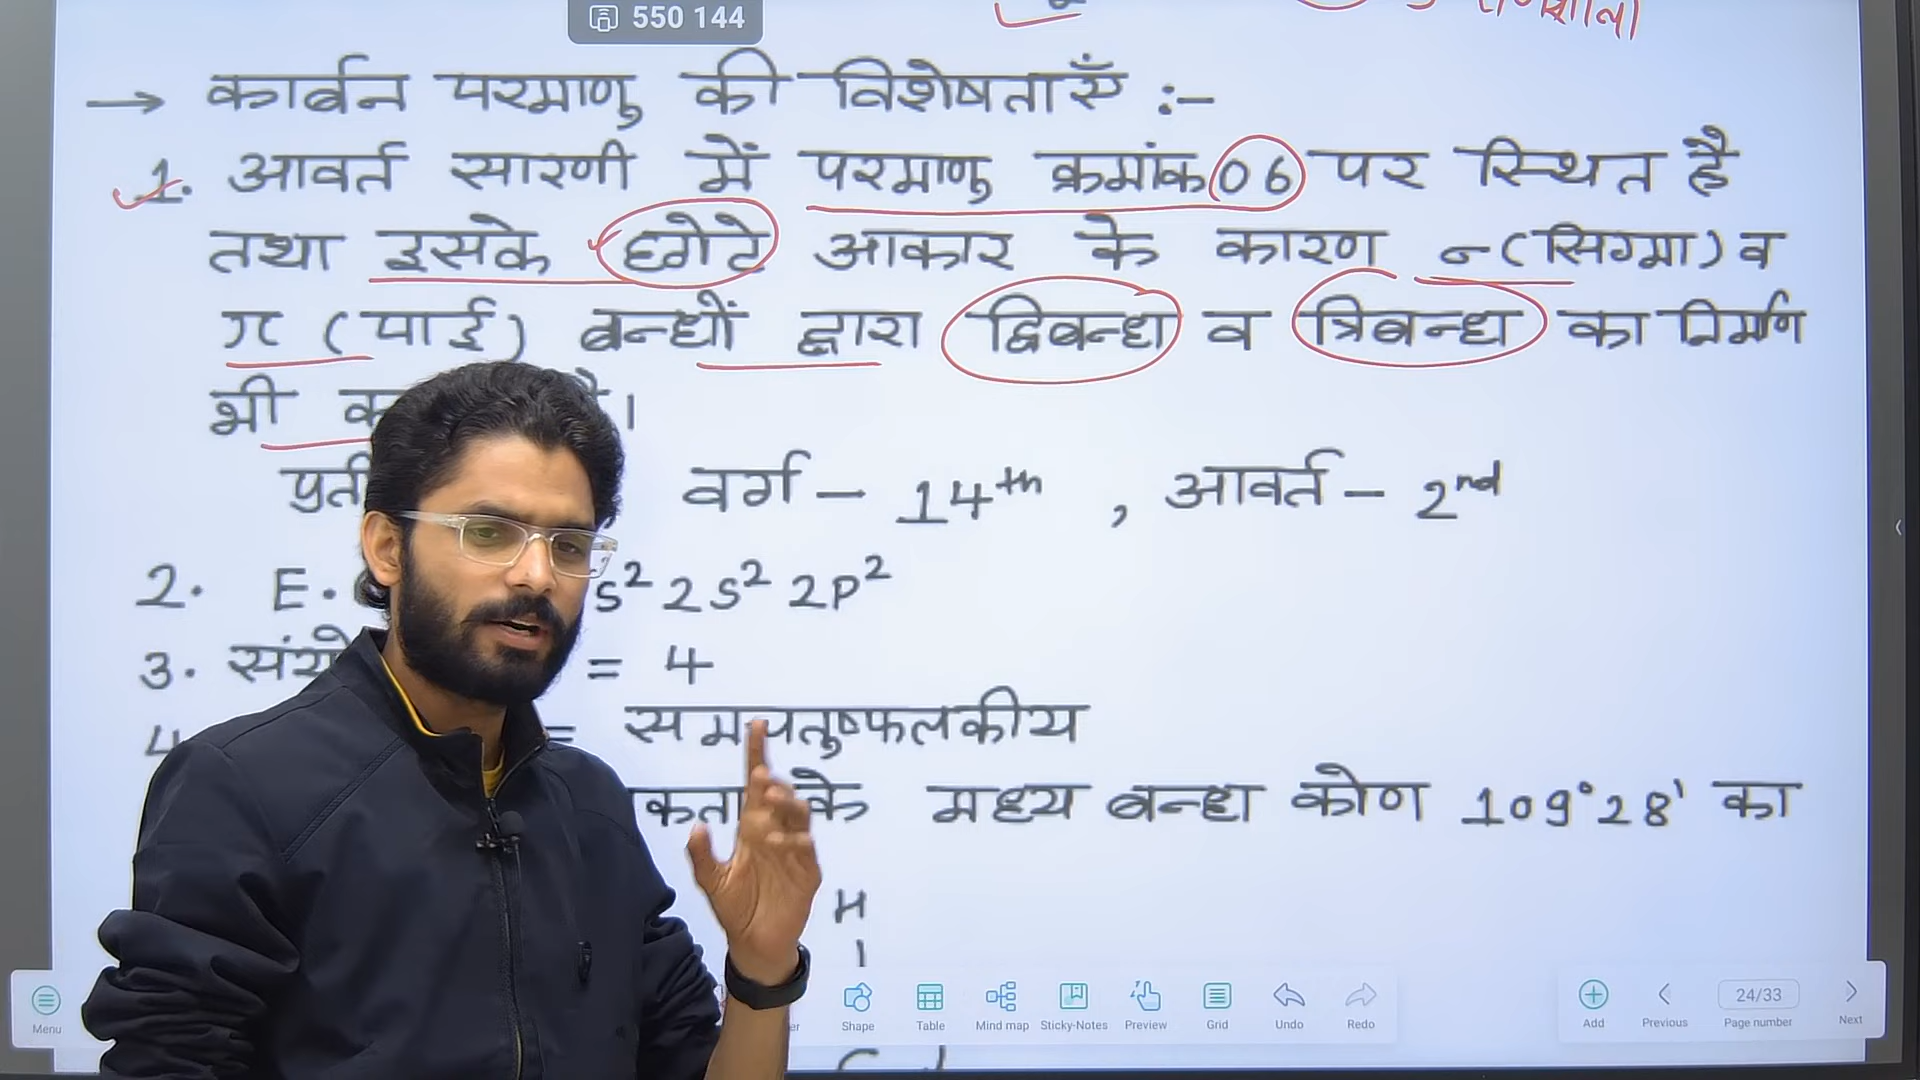 550 144
→ कार्बन परमाणु की विशेषताएँ :-
1. आवर्त सारणी में परमाणु क्रमांक 06 पर स्थित है
तथा इसके छोटे आकार के कारण σ (सिग्मा) व
π (पाई) बन्धों द्वारा द्विबन्ध व त्रिबन्ध का निर्माण
भी
वर्ग - 14th , आवर्त - 2nd
2. E. s² 2s² 2p²
3. = 4
4 = समचतुष्फलकीय
के मध्य बन्ध कोण 109°28' का
H
Menu Shape Table Mind map Sticky-Notes Preview Grid Undo Redo Add Previous 24/33 Page number Next